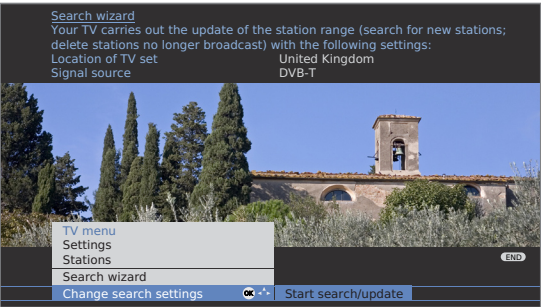 Search wizard
Your TV carries out the update of the station range (search for new stations;
delete stations no longer broadcast) with the following settings:
Location of TV set United Kingdom
Signal source DVB-T
END
TV menu
Settings
Stations
Search wizard
Change search settings OK Start search/update